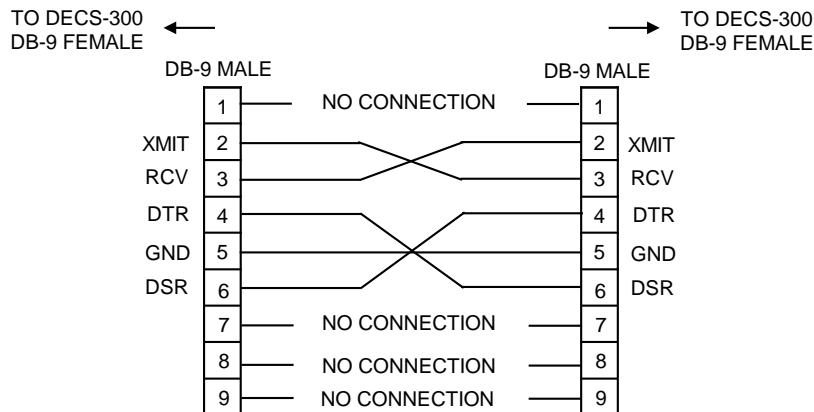 TO DECS-300 TO DECS-300
DB-9 FEMALE DB-9 FEMALE
DB-9 MALE DB-9 MALE
1 NO CONNECTION 1
XMIT 2 2 XMIT
RCV 3 3 RCV
DTR 4 4 DTR
GND 5 5 GND
DSR 6 6 DSR
7 NO CONNECTION 7
8 NO CONNECTION 8
9 NO CONNECTION 9